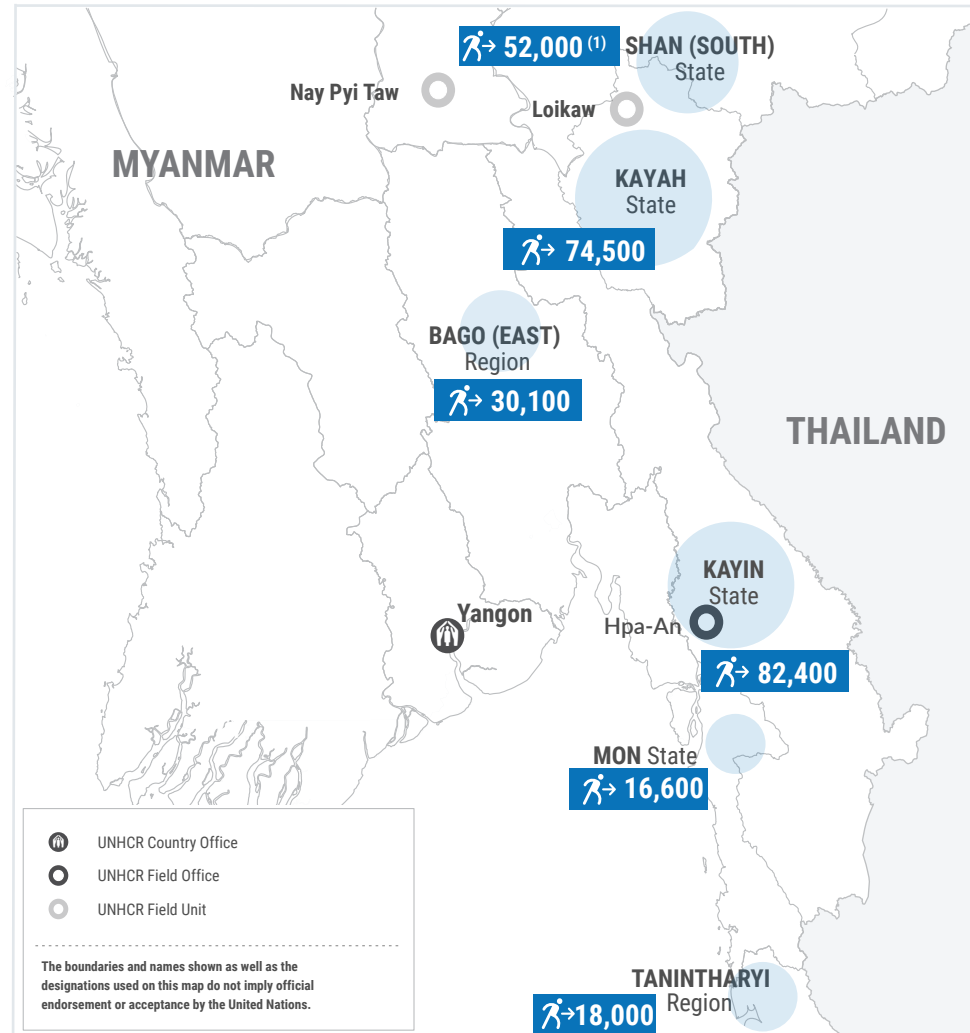 52,000 (1)
SHAN (SOUTH)
State
Nay Pyi Taw
Loikaw
MYANMAR
KAYAH
State
74,500
BAGO (EAST)
Region
30,100
THAILAND
KAYIN
State
Yangon
Hpa-An
82,400
MON State
16,600
UNHCR Country Office
UNHCR Field Office
UNHCR Field Unit
The boundaries and names shown as well as the
designations used on this map do not imply official
endorsement or acceptance by the United Nations.
TANINTHARYI
Region
18,000